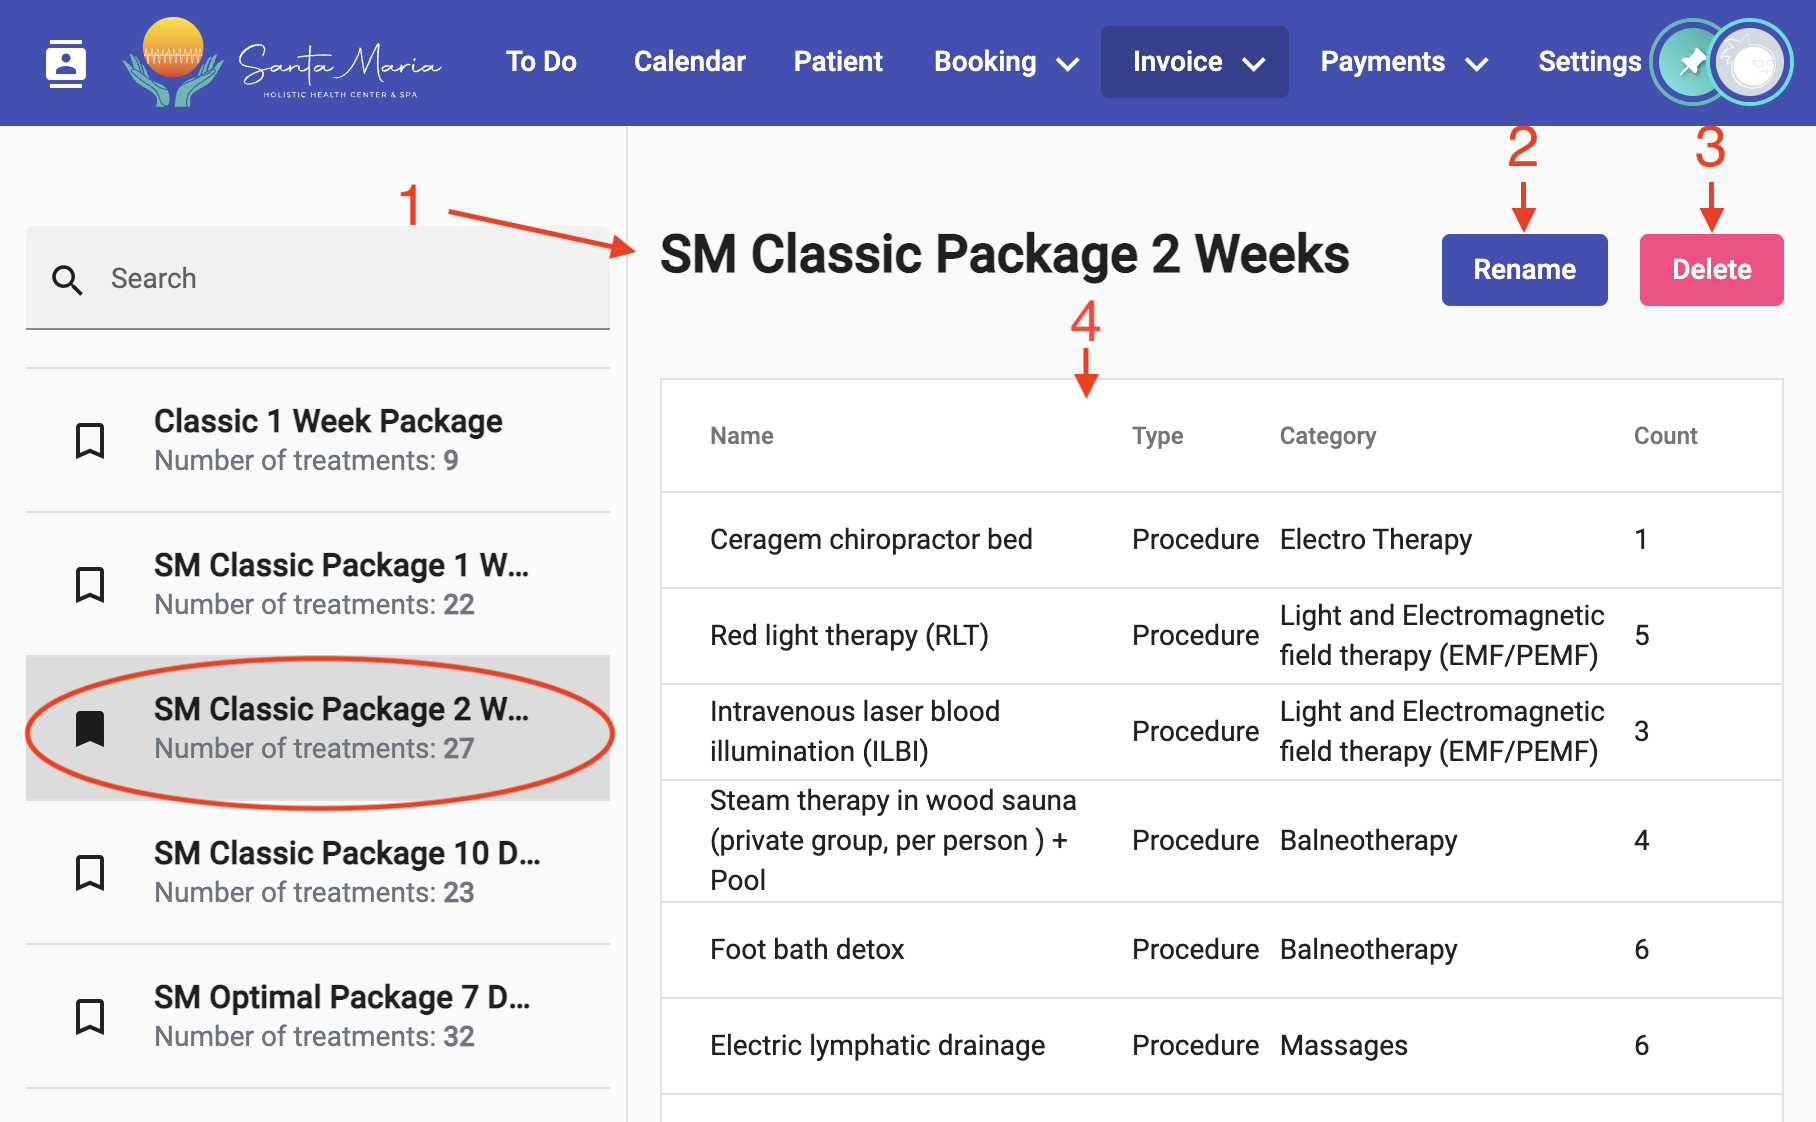 Santa Maria
HOLISTIC HEALTH CENTER & SPA
To Do
Calendar
Patient
Booking
Invoice
Payments
Settings
1
2
3
Search
SM Classic Package 2 Weeks
Rename
Delete
4
Classic 1 Week Package
Number of treatments: 9
SM Classic Package 1 W...
Number of treatments: 22
SM Classic Package 2 W...
Number of treatments: 27
SM Classic Package 10 D...
Number of treatments: 23
SM Optimal Package 7 D...
Number of treatments: 32
Name Type Category Count
Ceragem chiropractor bed Procedure Electro Therapy 1
Red light therapy (RLT) Procedure Light and Electromagnetic
field therapy (EMF/PEMF) 5
Intravenous laser blood
illumination (ILBI) Procedure Light and Electromagnetic
field therapy (EMF/PEMF) 3
Steam therapy in wood sauna
(private group, per person ) +
Pool Procedure Balneotherapy 4
Foot bath detox Procedure Balneotherapy 6
Electric lymphatic drainage Procedure Massages 6